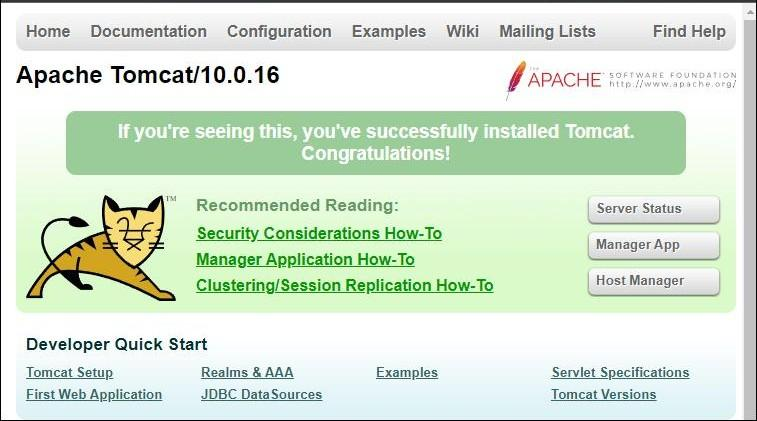 Home Documentation Configuration Examples Wiki Mailing Lists Find Help
Apache Tomcat/10.0.16
THE
APACHE™ SOFTWARE FOUNDATION
http://www.apache.org/
If you're seeing this, you've successfully installed Tomcat.
Congratulations!
TM
Recommended Reading:
Security Considerations How-To
Manager Application How-To
Clustering/Session Replication How-To
Server Status
Manager App
Host Manager
Developer Quick Start
Tomcat Setup Realms & AAA Examples Servlet Specifications
First Web Application JDBC DataSources Tomcat Versions